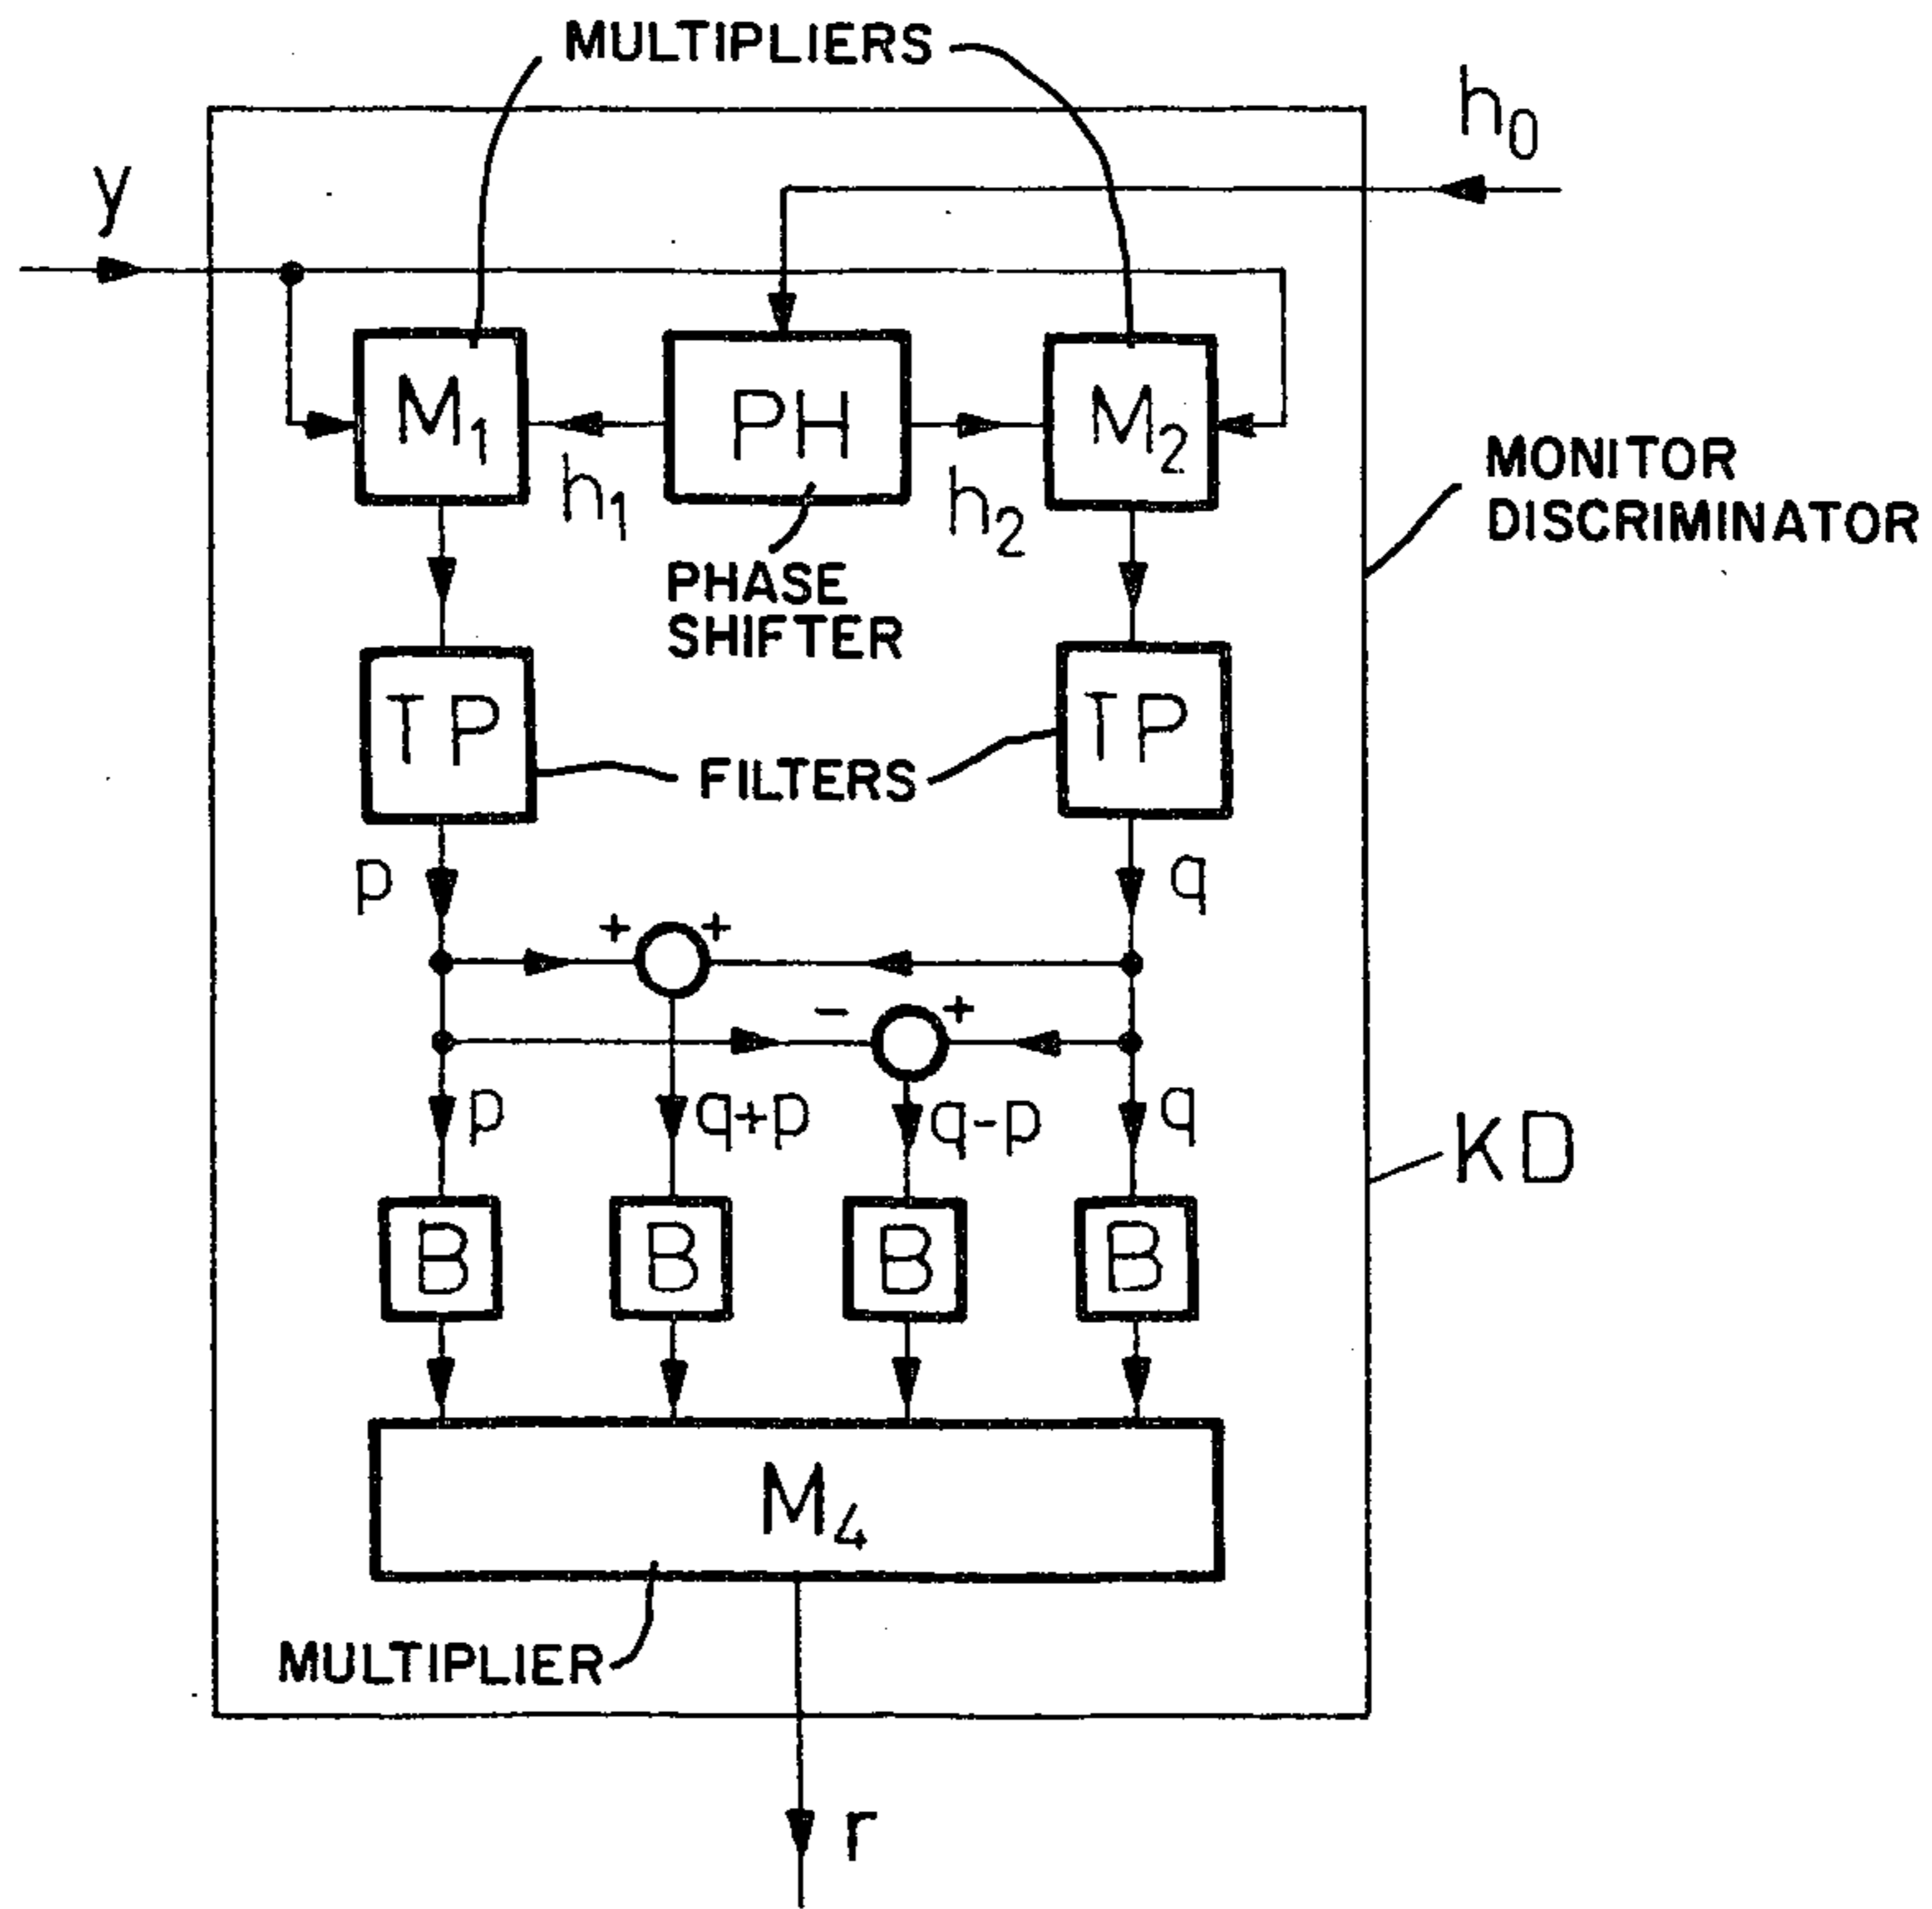 MULTIPLIERS
h0
y
M1
PH
M2
h1
h2
MONITOR
DISCRIMINATOR
PHASE
SHIFTER
TP
TP
FILTERS
p
q
+ +
- +
p
q+p
q-p
q
KD
B
B
B
B
M4
MULTIPLIER
r